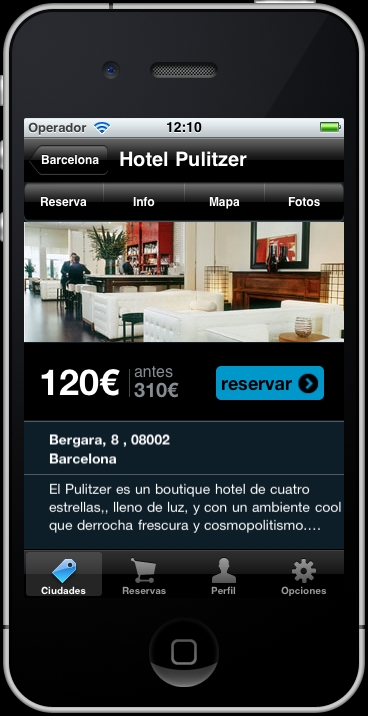 Operador 12:10
Barcelona Hotel Pulitzer
Reserva Info Mapa Fotos
120€ antes 310€ reservar
Bergara, 8 , 08002
Barcelona
El Pulitzer es un boutique hotel de cuatro
estrellas,, lleno de luz, y con un ambiente cool
que derrocha frescura y cosmopolitismo....
Ciudades Reservas Perfil Opciones